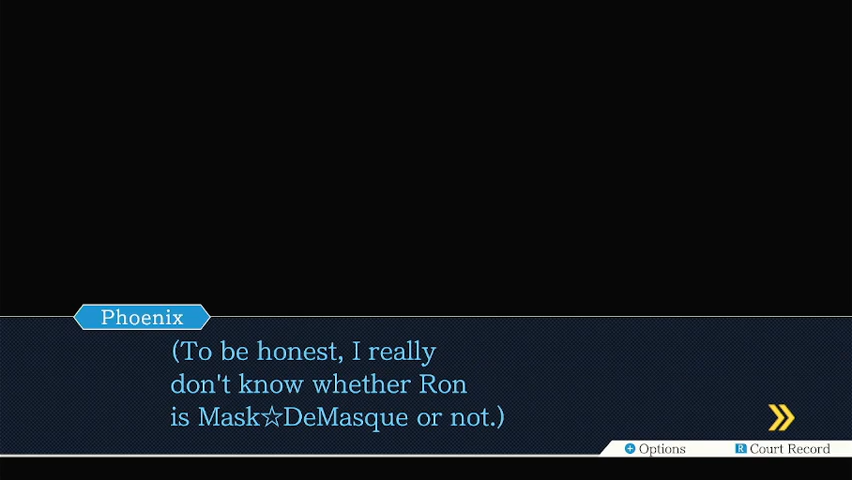 Phoenix
(To be honest, I really
don't know whether Ron
is Mask☆DeMasque or not.)
+ Options
R Court Record